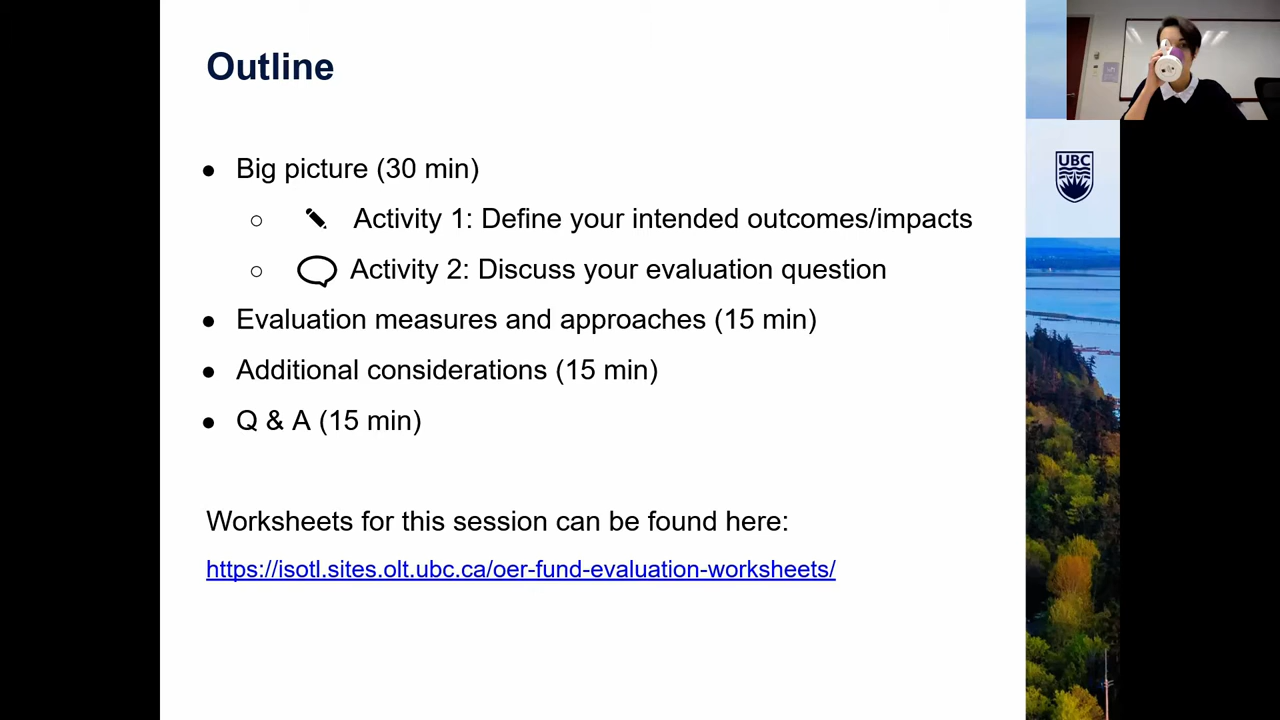 Outline
● Big picture (30 min)
○ Activity 1: Define your intended outcomes/impacts
○ Activity 2: Discuss your evaluation question
● Evaluation measures and approaches (15 min)
● Additional considerations (15 min)
● Q & A (15 min)
Worksheets for this session can be found here:
https://isotl.sites.olt.ubc.ca/oer-fund-evaluation-worksheets/
UBC